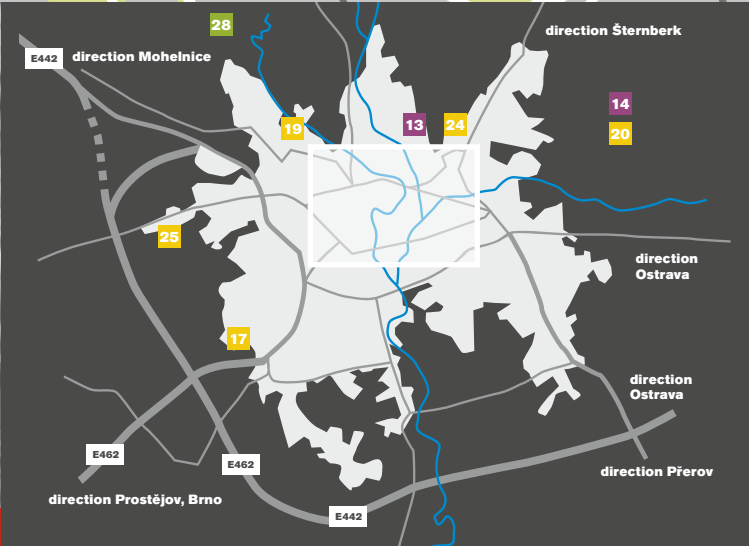 28
direction Šternberk
E442
direction Mohelnice
14
13
24
19
20
25
direction
Ostrava
17
direction
Ostrava
E462
E462
direction Přerov
direction Prostějov, Brno
E442